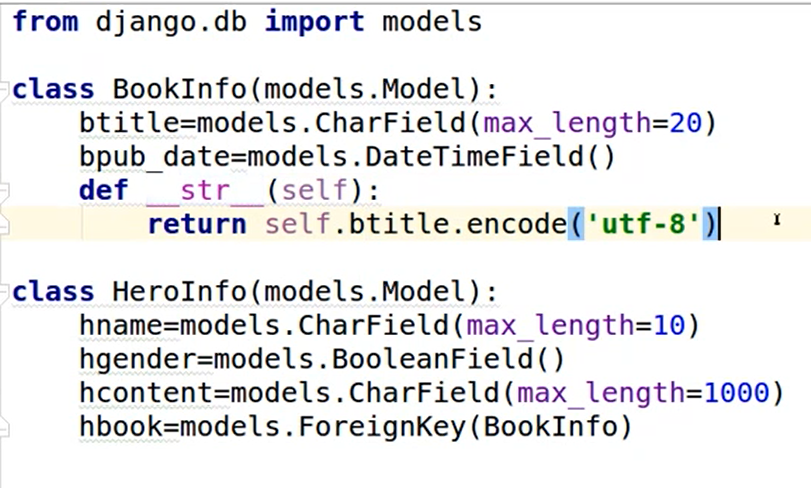 from django.db import models
class BookInfo(models.Model):
    btitle=models.CharField(max_length=20)
    bpub_date=models.DateTimeField()
    def __str__(self):
        return self.btitle.encode('utf-8')
class HeroInfo(models.Model):
    hname=models.CharField(max_length=10)
    hgender=models.BooleanField()
    hcontent=models.CharField(max_length=1000)
    hbook=models.ForeignKey(BookInfo)